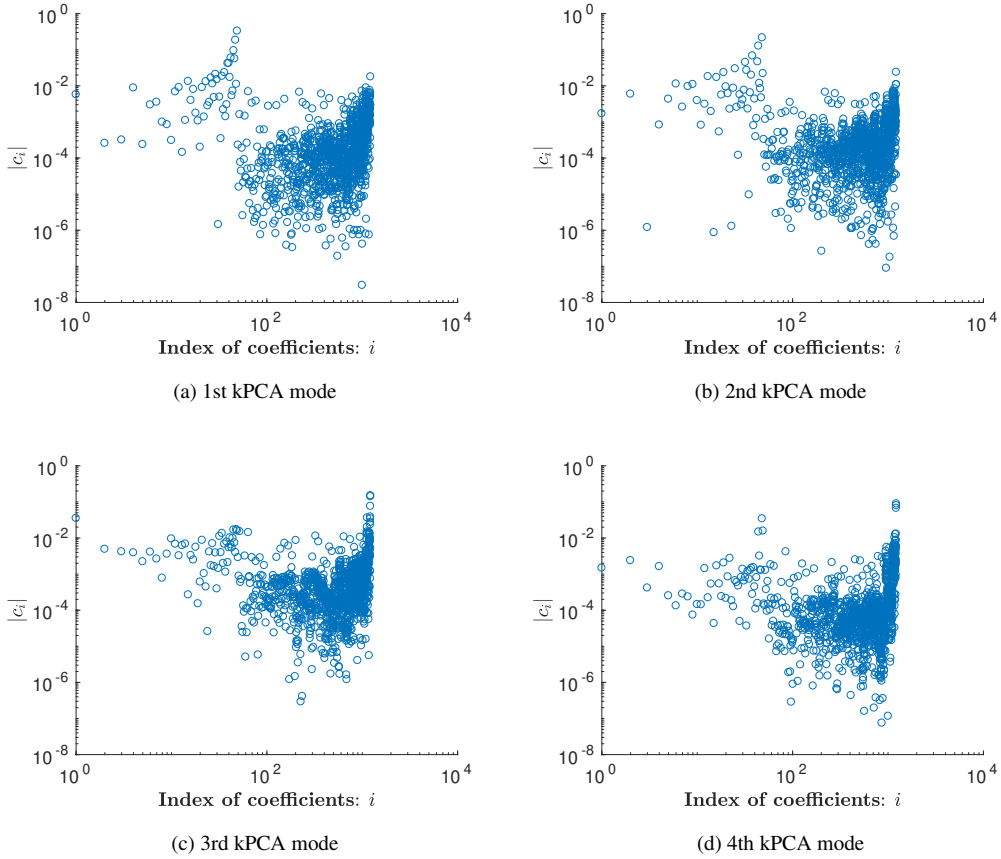 10^0
10^-2
10^-4
10^-6
10^-8
|c_i|
10^0 10^2 10^4
Index of coefficients: i
(a) 1st kPCA mode
10^0
10^-2
10^-4
10^-6
10^-8
|c_i|
10^0 10^2 10^4
Index of coefficients: i
(b) 2nd kPCA mode
10^0
10^-2
10^-4
10^-6
10^-8
|c_i|
10^0 10^2 10^4
Index of coefficients: i
(c) 3rd kPCA mode
10^0
10^-2
10^-4
10^-6
10^-8
|c_i|
10^0 10^2 10^4
Index of coefficients: i
(d) 4th kPCA mode